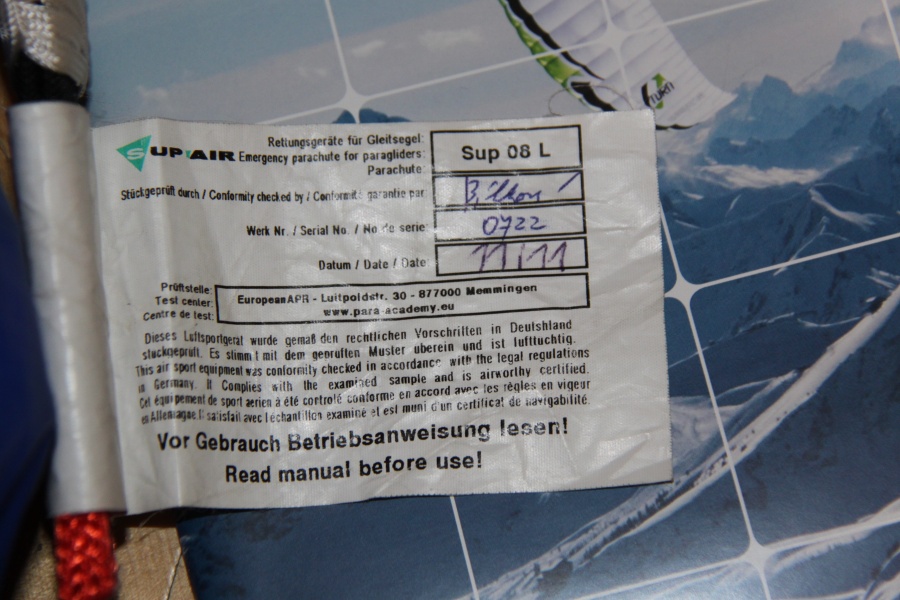 SUP'AIR
Rettungsgeräte für Gleitsegel:
Emergency parachute for paragliders:
Parachute:
Sup 08 L
Stückgeprüft durch / Conformity checked by / Conformité garantie par:
Werk Nr. / Serial No. / No de serie:
0722
Datum / Date / Date:
11/11
Prüfstelle:
Test center:
Centre de test:
EuropeanAPR - Luitpoldstr. 30 - 877000 Memmingen
www.para-academy.eu
Dieses Luftsportgerät wurde gemäß den rechtlichen Vorschriften in Deutshland
stückgeprüft. Es stimmt mit dem geprüften Muster überein und ist lufttüchtig.
This air sport equipment was conformity checked in accordance with the legal regulations
in Germany. It Complies with the examined sample and is airworthy certified.
Cet équipement de sport aerien à été controlé conforme en accord avec les règles en vigeur
en Allemagne. Il satisfait avec l'échantillon examiné et est muni d'un certificat de navigabilité.
Vor Gebrauch Betriebsanweisung lesen!
Read manual before use!